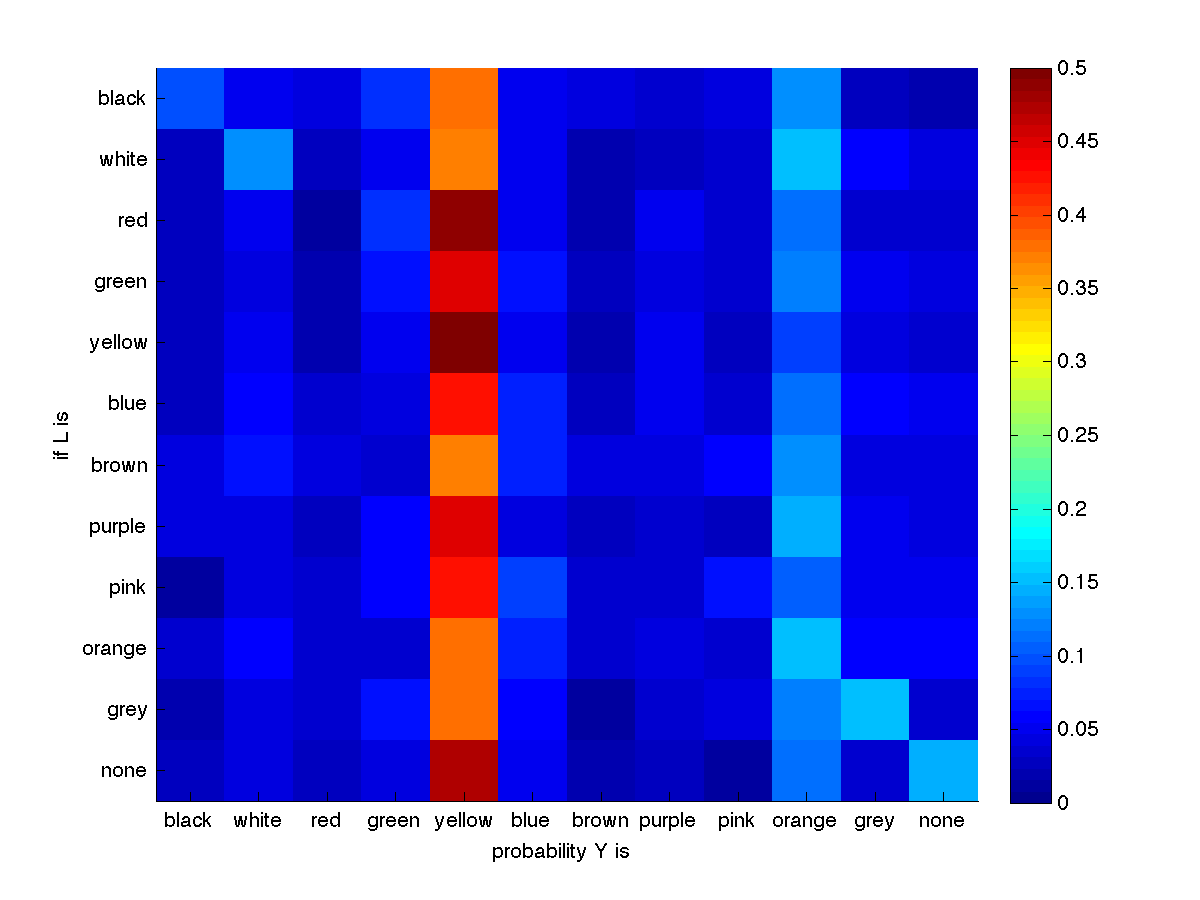 black
white
red
green
yellow
blue
brown
purple
pink
orange
grey
none
if L is
black white red green yellow blue brown purple pink orange grey none
probability Y is
0.5
0.45
0.4
0.35
0.3
0.25
0.2
0.15
0.1
0.05
0